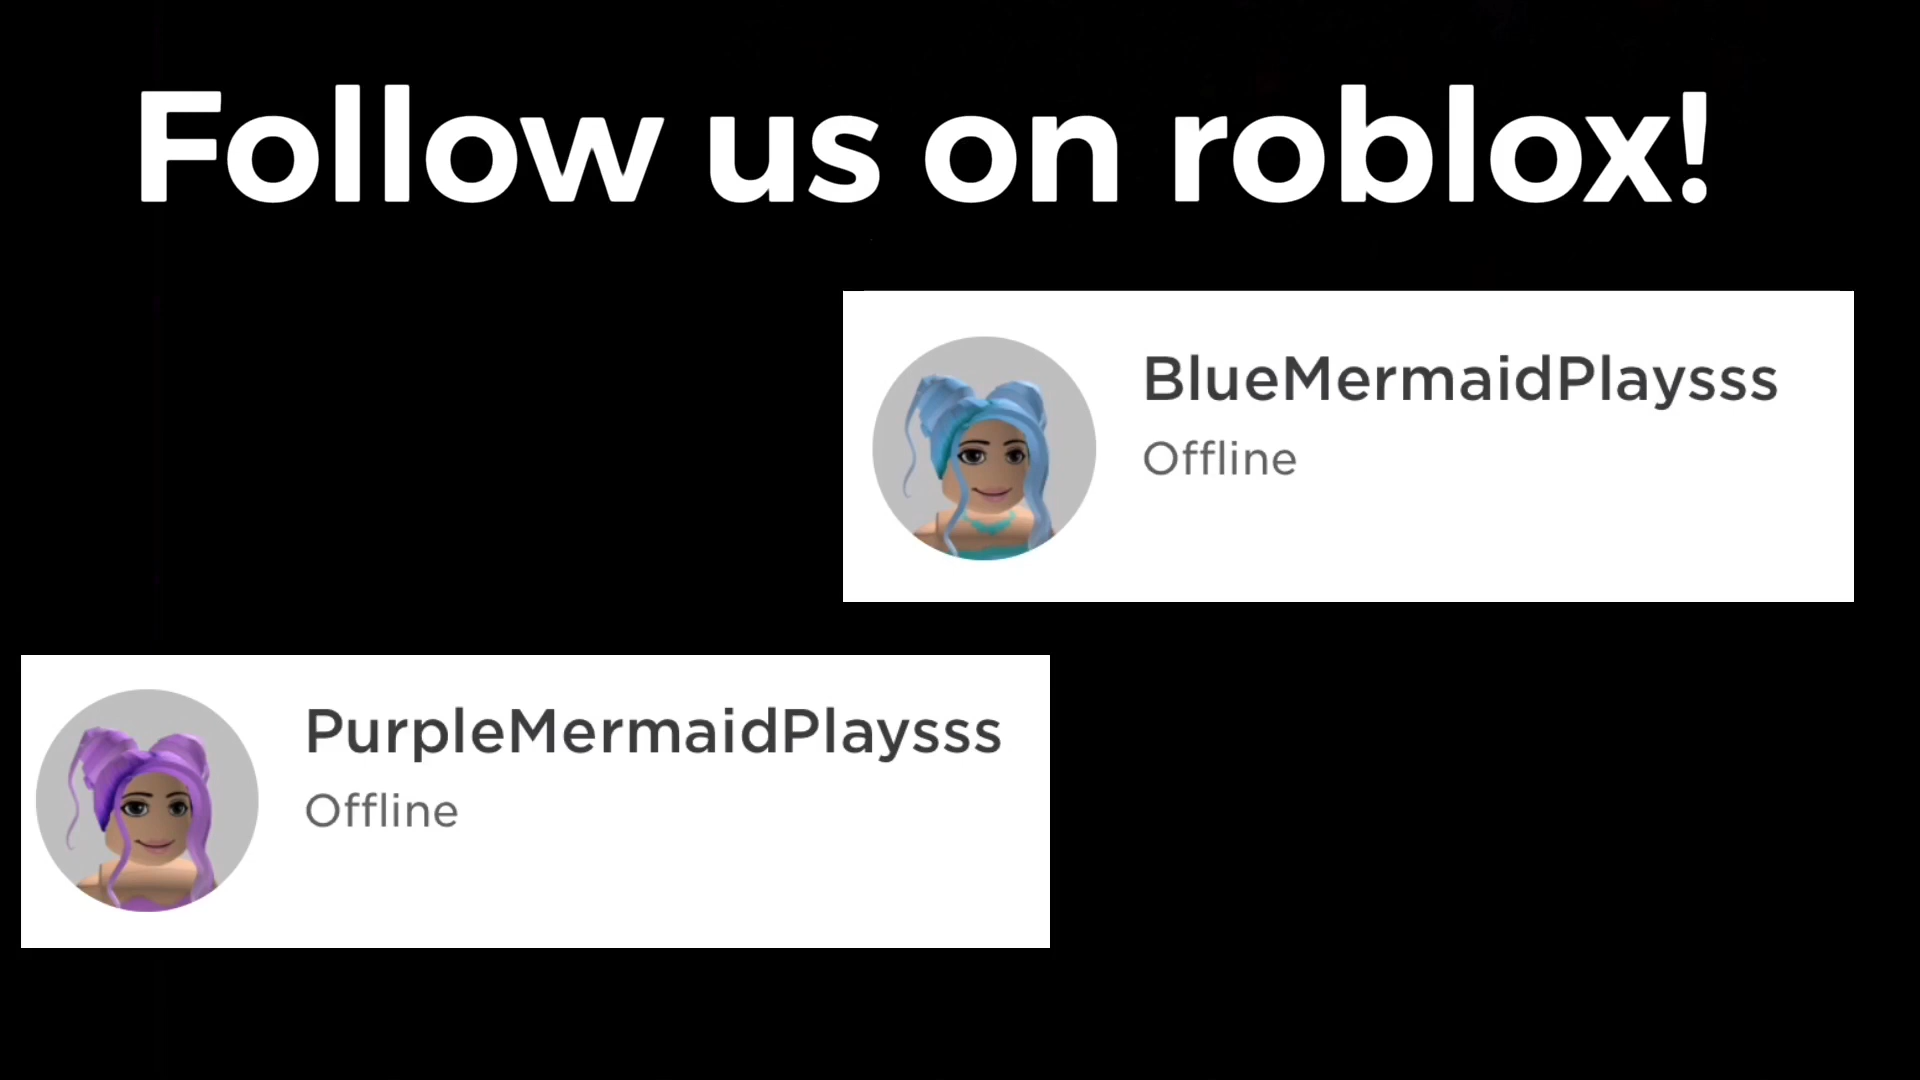 Follow us on roblox!
BlueMermaidPlaysss
Offline
PurpleMermaidPlaysss
Offline